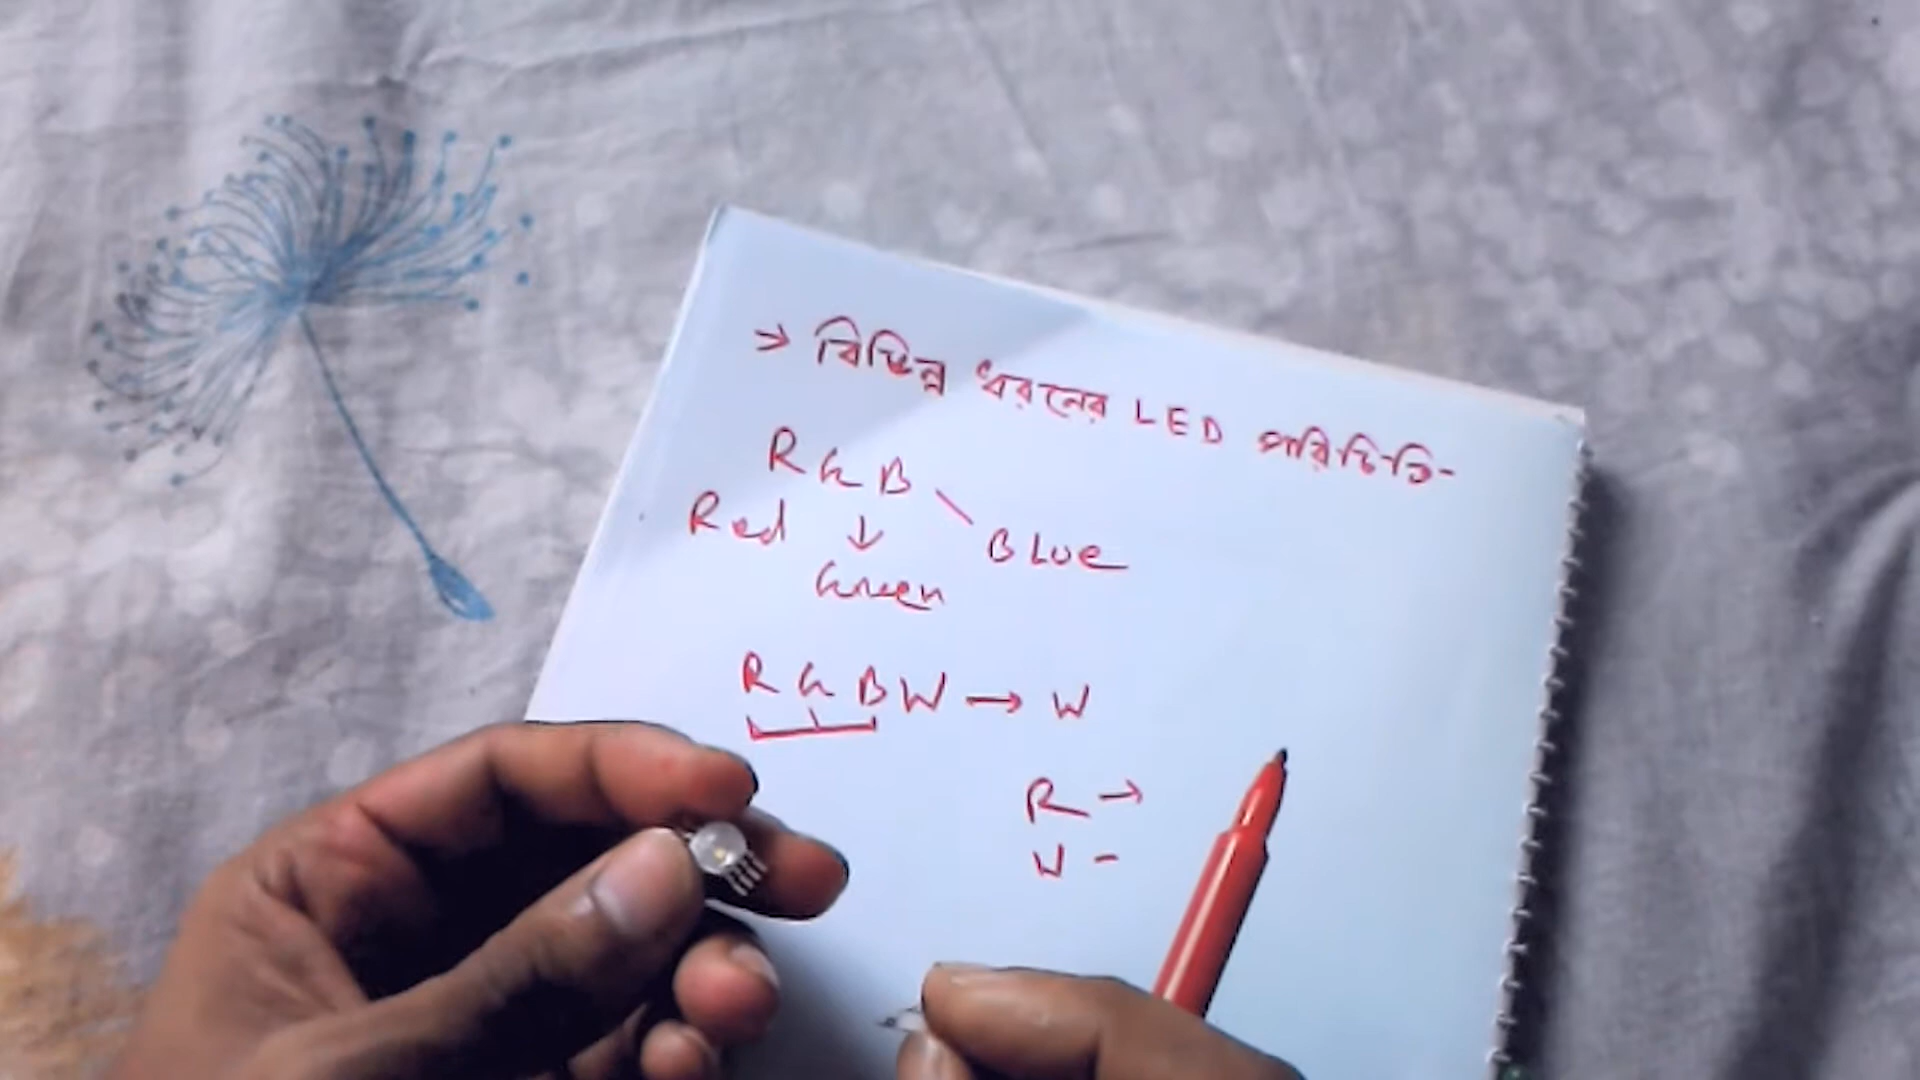 → বিভিন্ন ধরনের LED পরিচিতি-
RGB
Red ↓ \ Blue
Green
RGBW → W
R →
W -